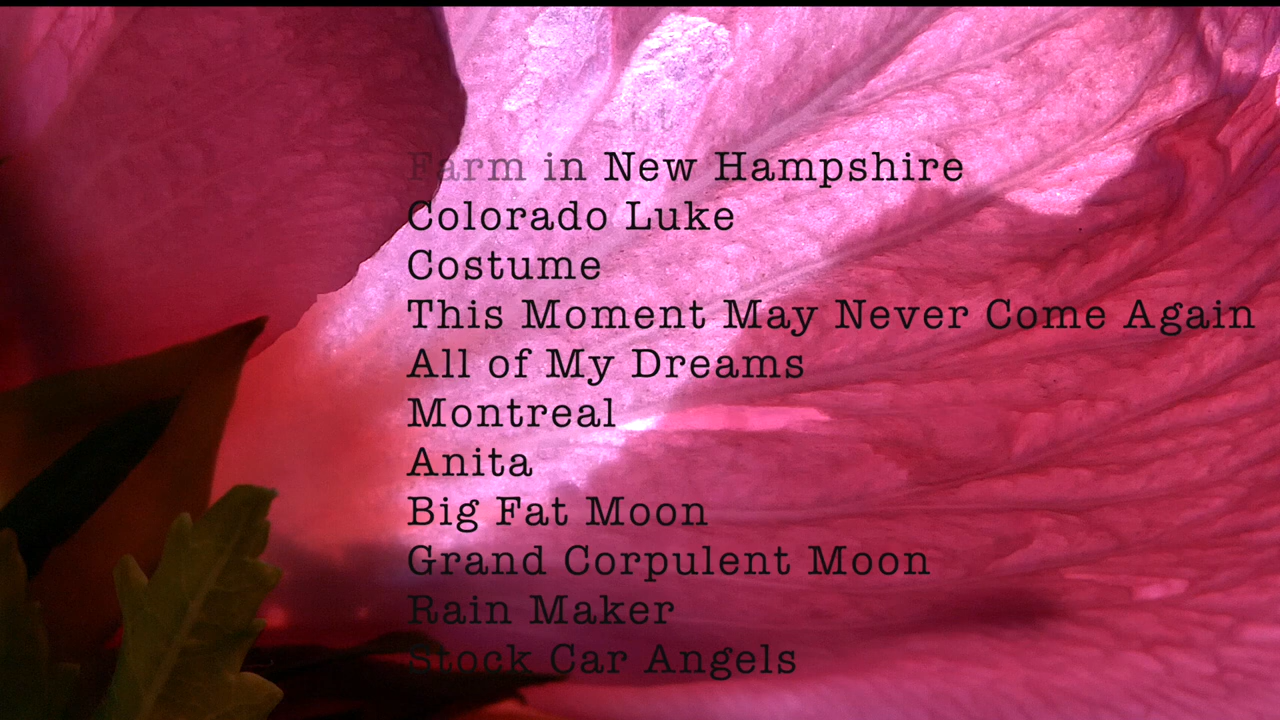 Farm in New Hampshire
Colorado Luke
Costume
This Moment May Never Come Again
All of My Dreams
Montreal
Anita
Big Fat Moon
Grand Corpulent Moon
Rain Maker
Stock Car Angels